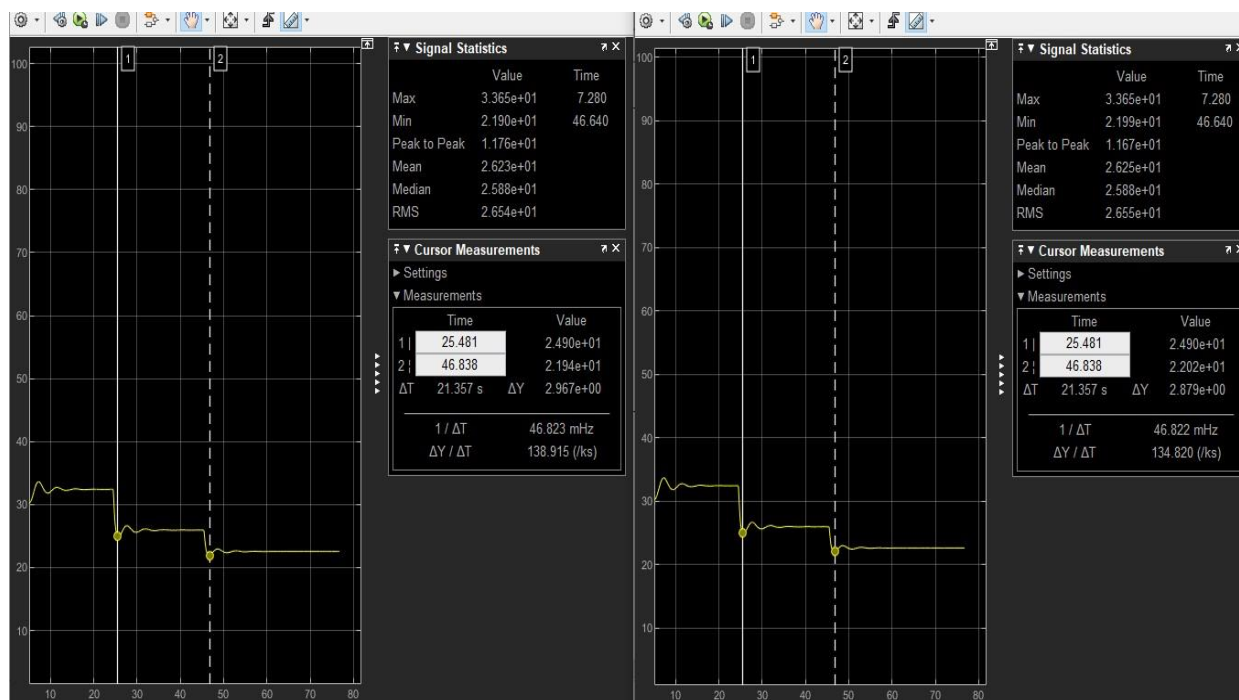 1 2
100
90
80
70
60
50
40
30
20
10
10 20 30 40 50 60 70 80
Signal Statistics
Value Time
Max 3.365e+01 7.280
Min 2.190e+01 46.640
Peak to Peak 1.176e+01
Mean 2.623e+01
Median 2.588e+01
RMS 2.654e+01
Cursor Measurements
Settings
Measurements
Time Value
1 | 25.481 2.490e+01
2 ¦ 46.838 2.194e+01
ΔT 21.357 s ΔY 2.967e+00
1 / ΔT 46.823 mHz
ΔY / ΔT 138.915 (/ks)
1 2
100
90
80
70
60
50
40
30
20
10
10 20 30 40 50 60 70 80
Signal Statistics
Value Time
Max 3.365e+01 7.280
Min 2.199e+01 46.640
Peak to Peak 1.167e+01
Mean 2.625e+01
Median 2.588e+01
RMS 2.655e+01
Cursor Measurements
Settings
Measurements
Time Value
1 | 25.481 2.490e+01
2 ¦ 46.838 2.202e+01
ΔT 21.357 s ΔY 2.879e+00
1 / ΔT 46.822 mHz
ΔY / ΔT 134.820 (/ks)